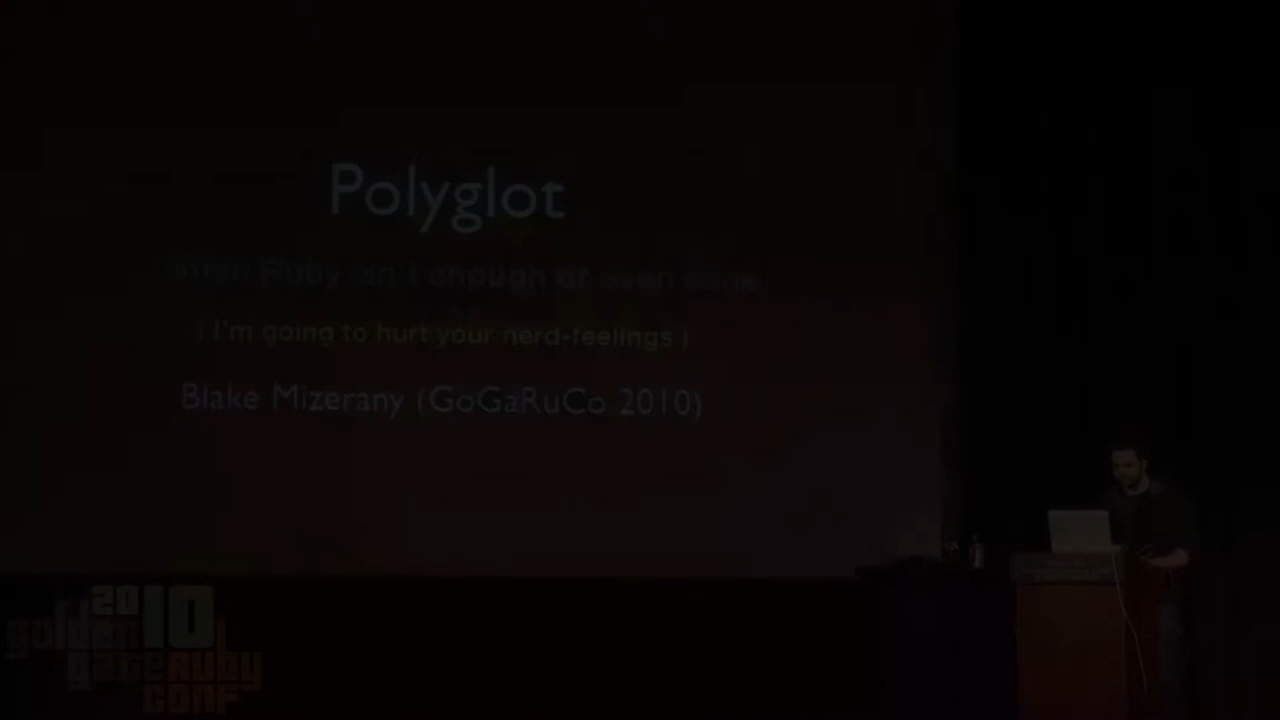 Polyglot
when Ruby isn't enough or even
( I'm going to hurt your nerd-feelings )
Blake Mizerany (GoGaRuCo 2010)
2010
golden
gate ruby
conf